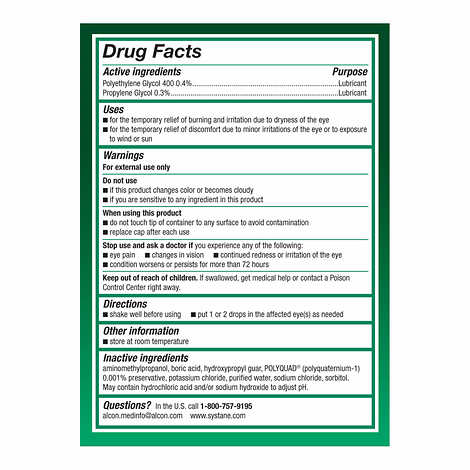 Drug Facts
Active ingredients Purpose
Polyethylene Glycol 400 0.4%..........Lubricant
Propylene Glycol 0.3%..........Lubricant
Uses
■ for the temporary relief of burning and irritation due to dryness of the eye
■ for the temporary relief of discomfort due to minor irritations of the eye or to exposure
to wind or sun
Warnings
For external use only
Do not use
■ if this product changes color or becomes cloudy
■ if you are sensitive to any ingredient in this product
When using this product
■ do not touch tip of container to any surface to avoid contamination
■ replace cap after each use
Stop use and ask a doctor if you experience any of the following:
■ eye pain ■ changes in vision ■ continued redness or irritation of the eye
■ condition worsens or persists for more than 72 hours
Keep out of reach of children. If swallowed, get medical help or contact a Poison
Control Center right away.
Directions
■ shake well before using ■ put 1 or 2 drops in the affected eye(s) as needed
Other information
■ store at room temperature
Inactive ingredients
aminomethylpropanol, boric acid, hydroxypropyl guar, POLYQUAD® (polyquaternium-1)
0.001% preservative, potassium chloride, purified water, sodium chloride, sorbitol.
May contain hydrochloric acid and/or sodium hydroxide to adjust pH.
Questions? In the U.S. call 1-800-757-9195
alcon.medinfo@alcon.com www.systane.com